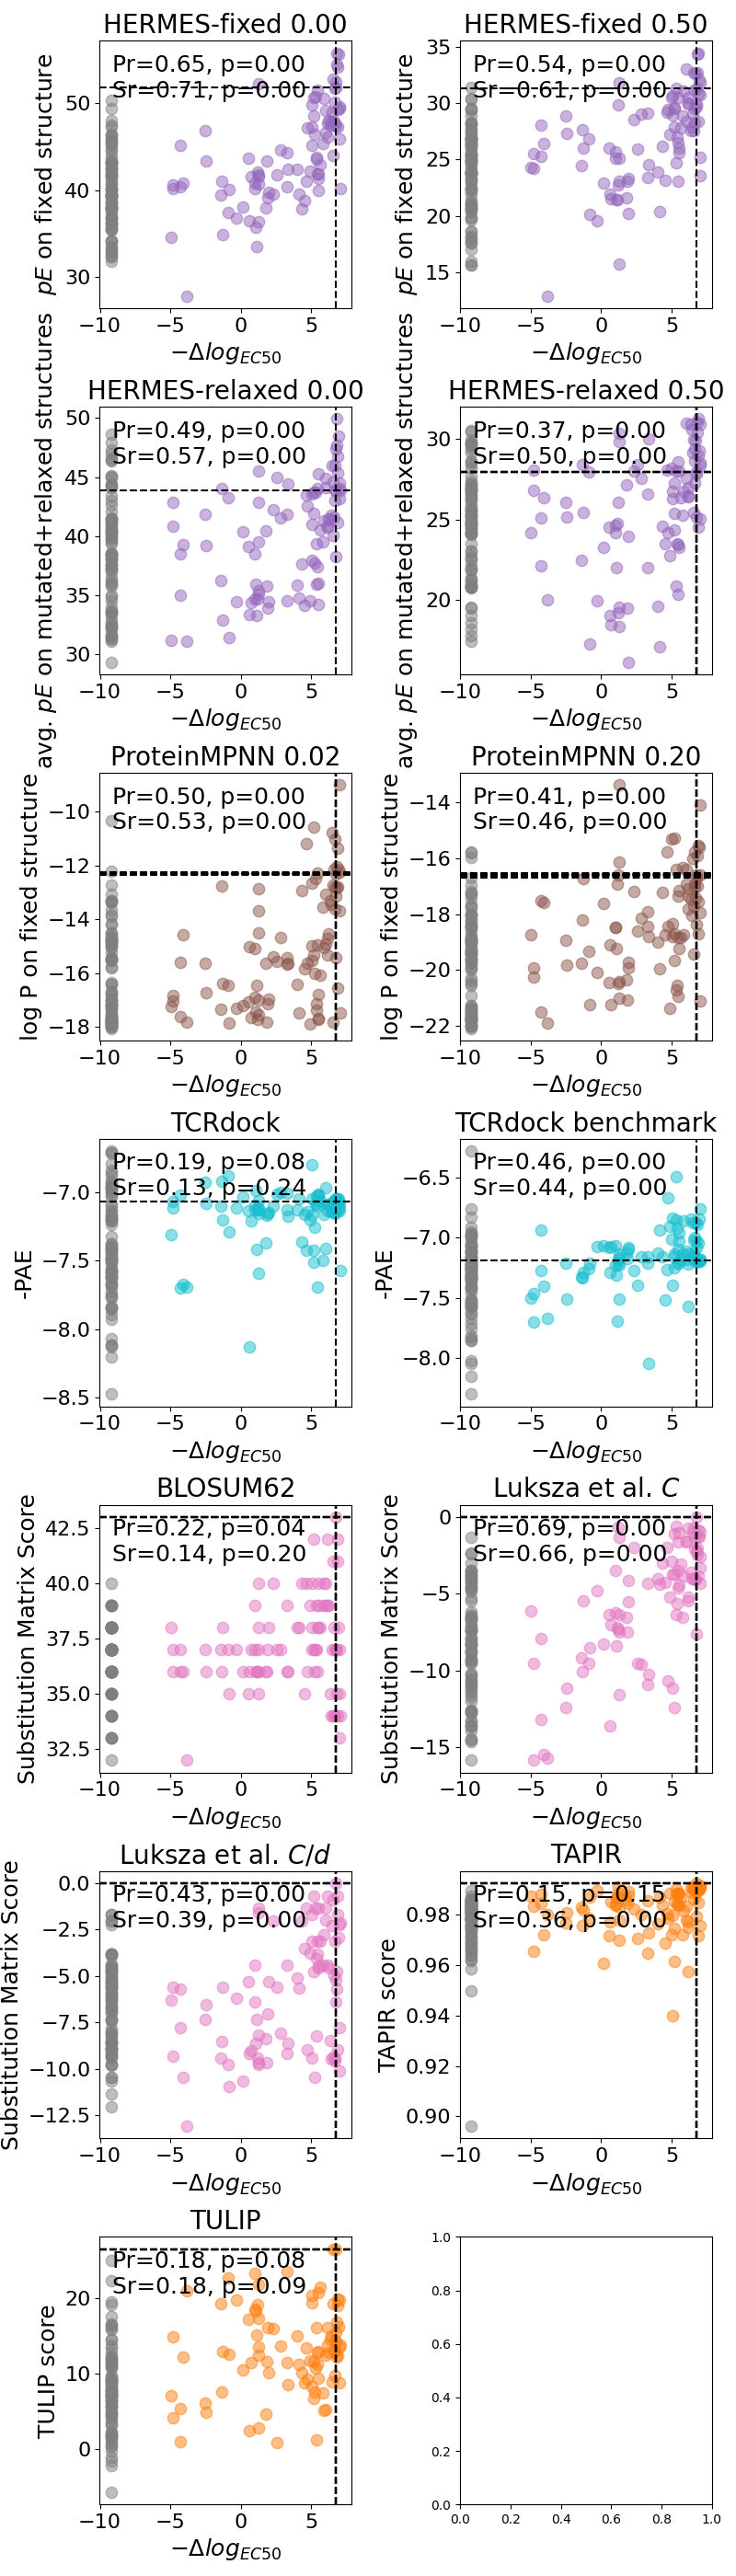 HERMES-fixed 0.00
Pr=0.65, p=0.00
Sr=0.71, p=0.00
pE on fixed structure
50
40
30
−10 −5 0 5
−Δlog_EC50
HERMES-fixed 0.50
Pr=0.54, p=0.00
Sr=0.61, p=0.00
pE on fixed structure
35
30
25
20
15
−10 −5 0 5
−Δlog_EC50
HERMES-relaxed 0.00
Pr=0.49, p=0.00
Sr=0.57, p=0.00
avg. pE on mutated+relaxed structures
50
45
40
35
30
−10 −5 0 5
−Δlog_EC50
HERMES-relaxed 0.50
Pr=0.37, p=0.00
Sr=0.50, p=0.00
avg. pE on mutated+relaxed structures
30
25
20
−10 −5 0 5
−Δlog_EC50
ProteinMPNN 0.02
Pr=0.50, p=0.00
Sr=0.53, p=0.00
log P on fixed structure
−10
−12
−14
−16
−18
−10 −5 0 5
−Δlog_EC50
ProteinMPNN 0.20
Pr=0.41, p=0.00
Sr=0.46, p=0.00
log P on fixed structure
−14
−16
−18
−20
−22
−10 −5 0 5
−Δlog_EC50
TCRdock
Pr=0.19, p=0.08
Sr=0.13, p=0.24
-PAE
−7.0
−7.5
−8.0
−8.5
−10 −5 0 5
−Δlog_EC50
TCRdock benchmark
Pr=0.46, p=0.00
Sr=0.44, p=0.00
-PAE
−6.5
−7.0
−7.5
−8.0
−10 −5 0 5
−Δlog_EC50
BLOSUM62
Pr=0.22, p=0.04
Sr=0.14, p=0.20
Substitution Matrix Score
42.5
40.0
37.5
35.0
32.5
−10 −5 0 5
−Δlog_EC50
Luksza et al. C
Pr=0.69, p=0.00
Sr=0.66, p=0.00
Substitution Matrix Score
0
−5
−10
−15
−10 −5 0 5
−Δlog_EC50
Luksza et al. C/d
Pr=0.43, p=0.00
Sr=0.39, p=0.00
Substitution Matrix Score
0.0
−2.5
−5.0
−7.5
−10.0
−12.5
−10 −5 0 5
−Δlog_EC50
TAPIR
Pr=0.15, p=0.15
Sr=0.36, p=0.00
TAPIR score
0.98
0.96
0.94
0.92
0.90
−10 −5 0 5
−Δlog_EC50
TULIP
Pr=0.18, p=0.08
Sr=0.18, p=0.09
TULIP score
20
10
0
−10 −5 0 5
−Δlog_EC50
1.0
0.8
0.6
0.4
0.2
0.0
0.0 0.2 0.4 0.6 0.8 1.0